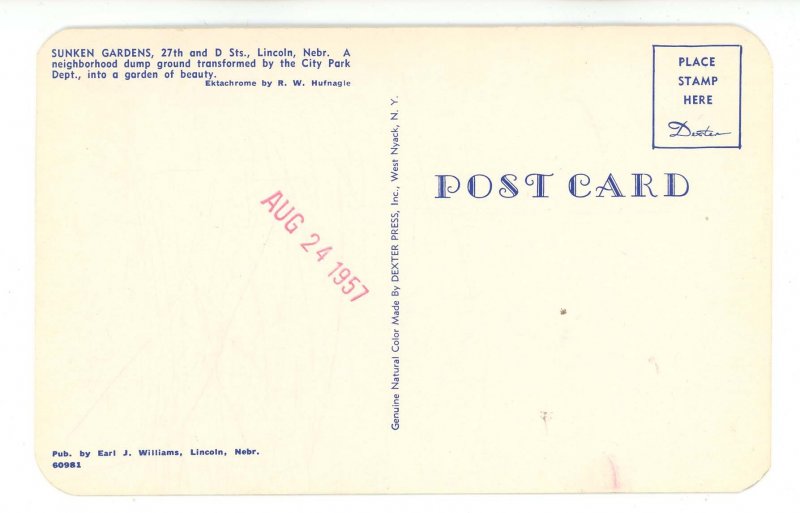 SUNKEN GARDENS, 27th and D Sts., Lincoln, Nebr. A
neighborhood dump ground transformed by the City Park
Dept., into a garden of beauty.
Ektachrome by R. W. Hufnagle
PLACE
STAMP
HERE
Dexter
POST CARD
AUG 24 1957
Genuine Natural Color Made By DEXTER PRESS, Inc., West Nyack, N. Y.
Pub. by Earl J. Williams, Lincoln, Nebr.
60981